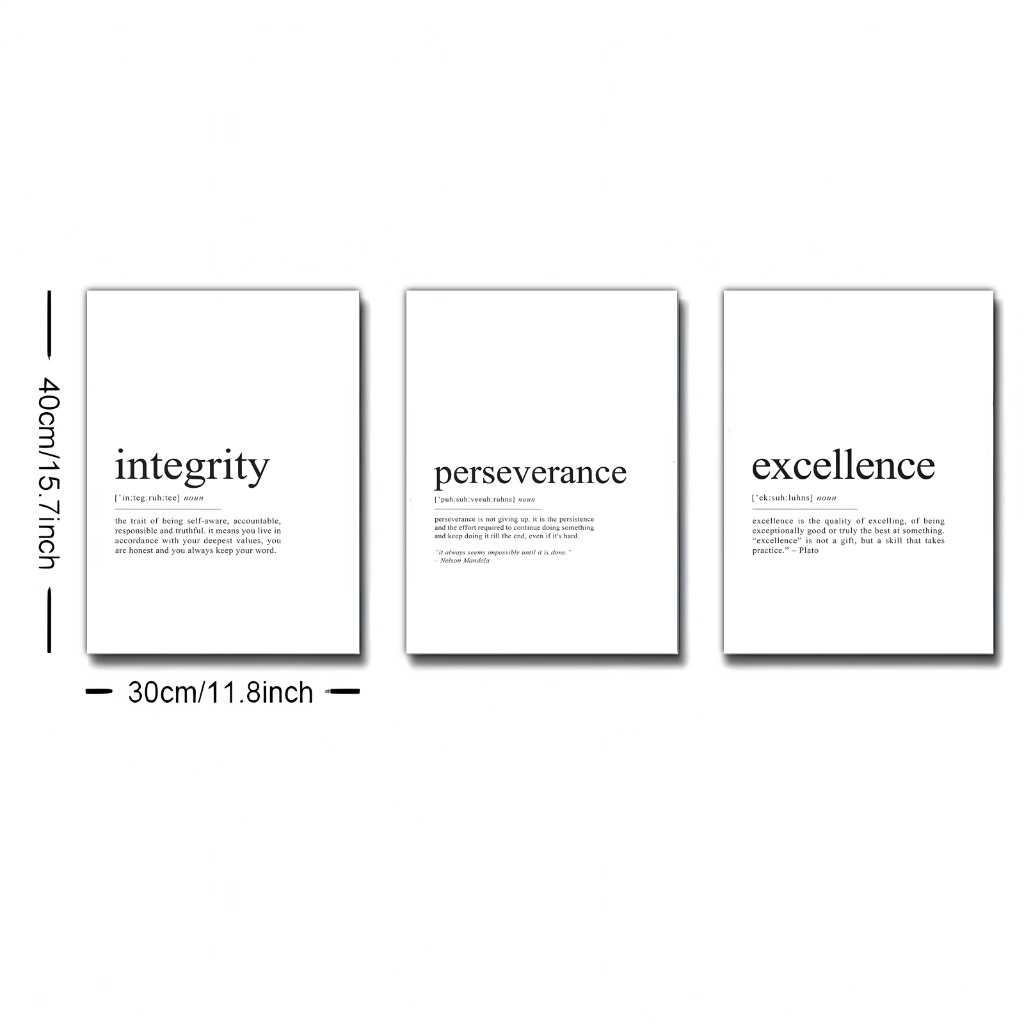 40cm/15.7inch
integrity
[ˈin:teg:ruh:tee] noun
the trait of being self-aware, accountable,
responsible and truthful. it means you live in
accordance with your deepest values, you
are honest and you always keep your word.
30cm/11.8inch
perseverance
[ˈpuh:suh:veeuh:ruhns] noun
perseverance is not giving up. it is the persistence
and the effort required to continue doing something
and keep doing it till the end, even if it's hard.
"it always seems impossible until it is done."
– Nelson Mandela
excellence
[ˈek:suh:luhns] noun
excellence is the quality of excelling, of being
exceptionally good or truly the best at something.
“excellence” is not a gift, but a skill that takes
practice.” – Plato